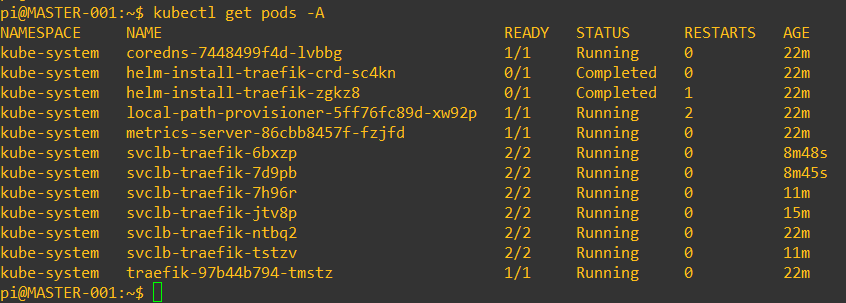 pi@MASTER-001:~$ kubectl get pods -A
NAMESPACE NAME READY STATUS RESTARTS AGE
kube-system coredns-7448499f4d-lvbbg 1/1 Running 0 22m
kube-system helm-install-traefik-crd-sc4kn 0/1 Completed 0 22m
kube-system helm-install-traefik-zgkz8 0/1 Completed 1 22m
kube-system local-path-provisioner-5ff76fc89d-xw92p 1/1 Running 2 22m
kube-system metrics-server-86cbb8457f-fzjfd 1/1 Running 0 22m
kube-system svclb-traefik-6bxzp 2/2 Running 0 8m48s
kube-system svclb-traefik-7d9pb 2/2 Running 0 8m45s
kube-system svclb-traefik-7h96r 2/2 Running 0 11m
kube-system svclb-traefik-jtv8p 2/2 Running 0 15m
kube-system svclb-traefik-ntbq2 2/2 Running 0 22m
kube-system svclb-traefik-tstzv 2/2 Running 0 11m
kube-system traefik-97b44b794-tmstz 1/1 Running 0 22m
pi@MASTER-001:~$